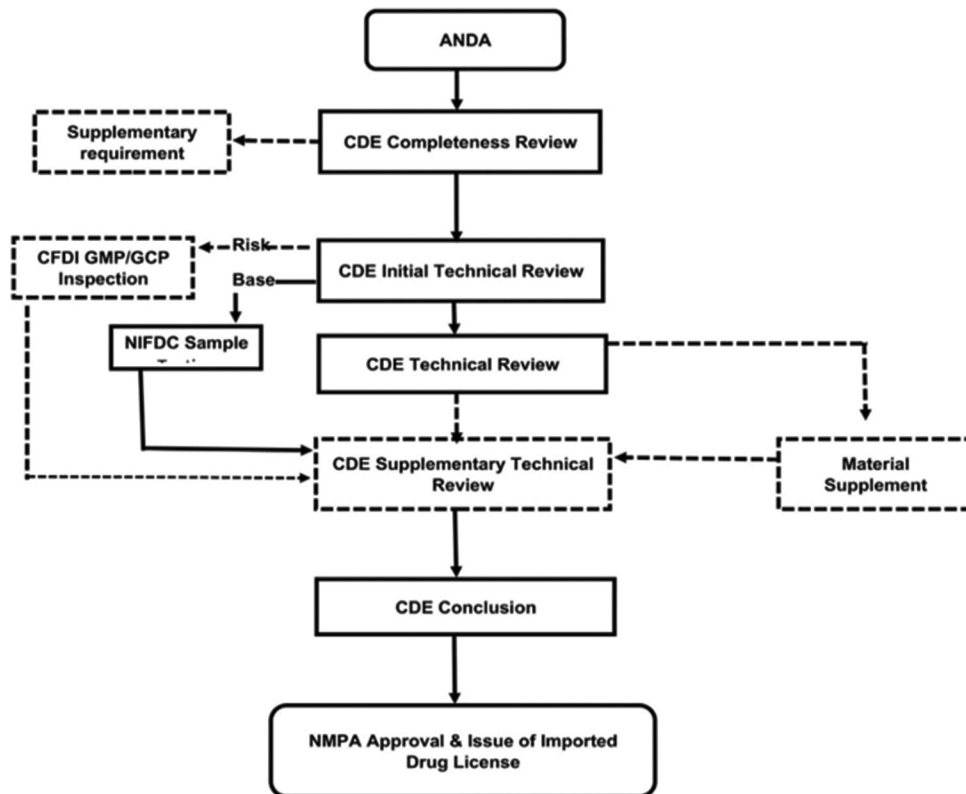 ANDA
Supplementary
requirement
CDE Completeness Review
Risk
CFDI GMP/GCP
Inspection
CDE Initial Technical Review
Base
NIFDC Sample
CDE Technical Review
CDE Supplementary Technical
Review
Material
Supplement
CDE Conclusion
NMPA Approval & Issue of Imported
Drug License